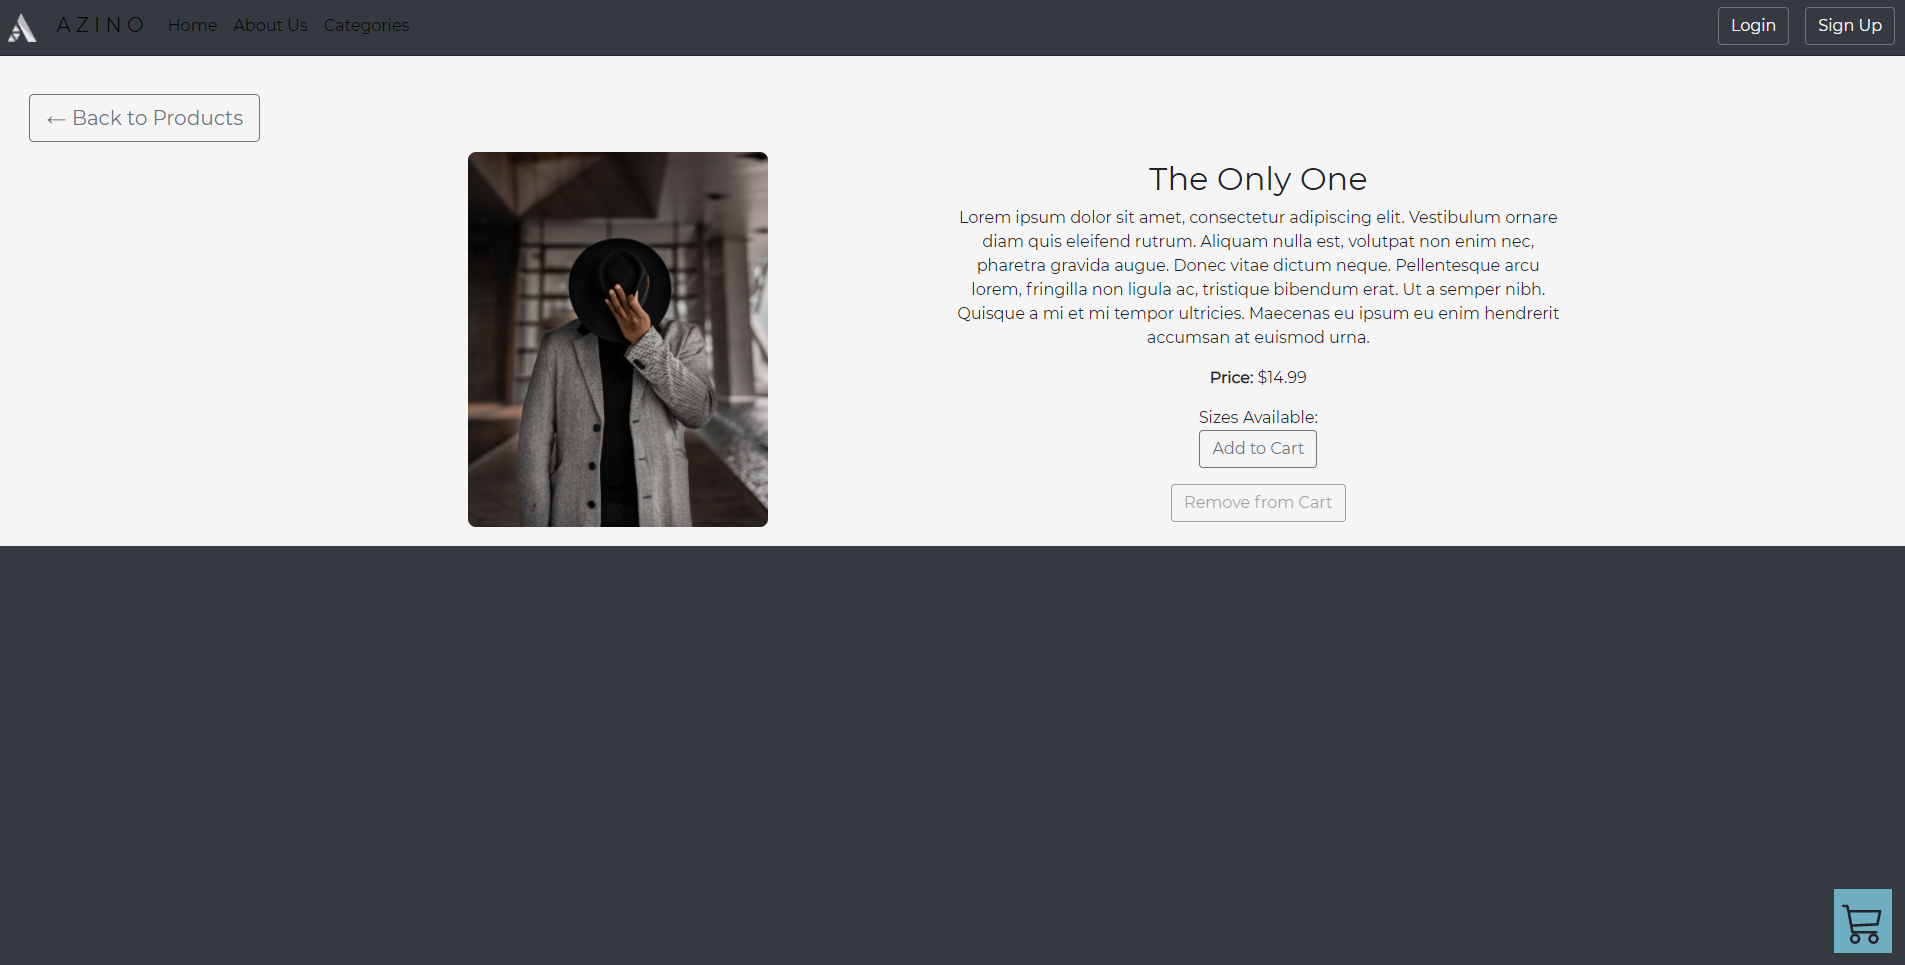 A Z I N O Home About Us Categories Login Sign Up
← Back to Products
The Only One
Lorem ipsum dolor sit amet, consectetur adipiscing elit. Vestibulum ornare
diam quis eleifend rutrum. Aliquam nulla est, volutpat non enim nec,
pharetra gravida augue. Donec vitae dictum neque. Pellentesque arcu
lorem, fringilla non ligula ac, tristique bibendum erat. Ut a semper nibh.
Quisque a mi et mi tempor ultricies. Maecenas eu ipsum eu enim hendrerit
accumsan at euismod urna.
Price: $14.99
Sizes Available:
Add to Cart
Remove from Cart